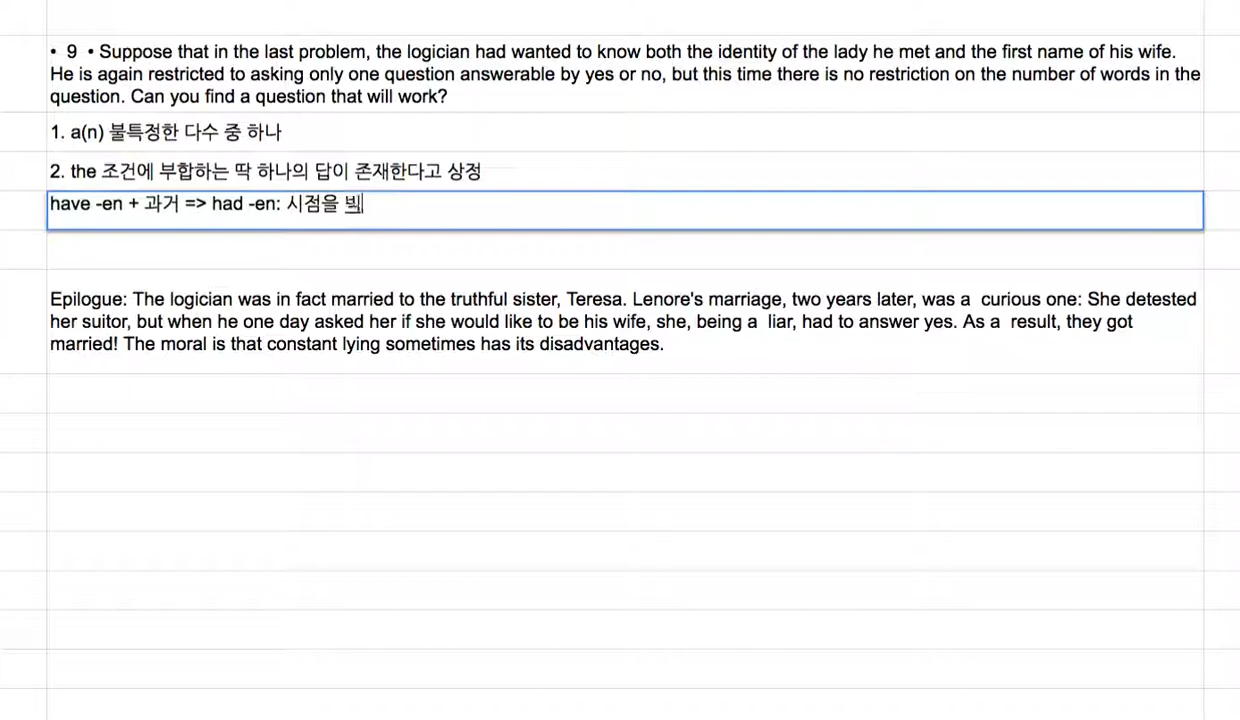 • 9 • Suppose that in the last problem, the logician had wanted to know both the identity of the lady he met and the first name of his wife.
He is again restricted to asking only one question answerable by yes or no, but this time there is no restriction on the number of words in the
question. Can you find a question that will work?
1. a(n) 불특정한 다수 중 하나
2. the 조건에 부합하는 딱 하나의 답이 존재한다고 상정
have -en + 과거 => had -en: 시점을
Epilogue: The logician was in fact married to the truthful sister, Teresa. Lenore's marriage, two years later, was a curious one: She detested
her suitor, but when he one day asked her if she would like to be his wife, she, being a liar, had to answer yes. As a result, they got
married! The moral is that constant lying sometimes has its disadvantages.